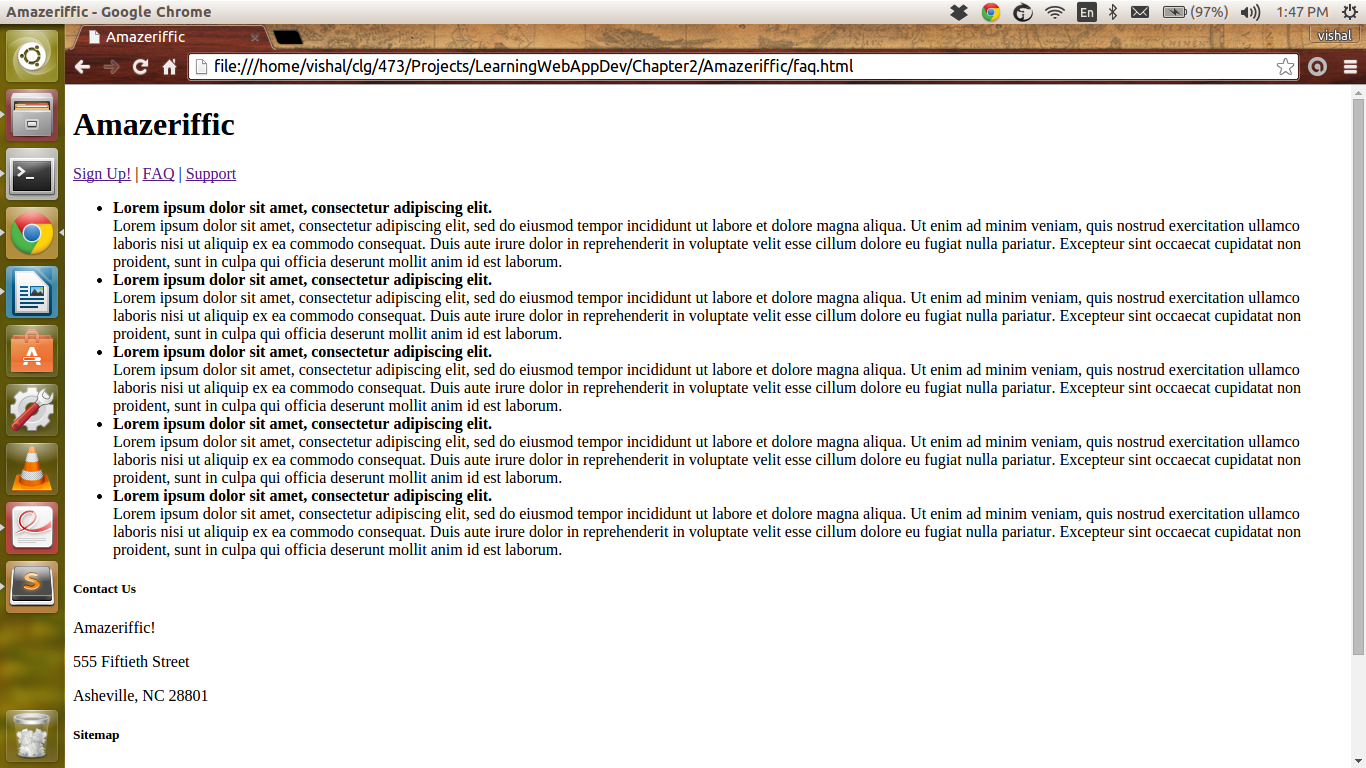 Amazeriffic - Google Chrome
En
(97%)
1:47 PM
Amazeriffic
vishal
file:///home/vishal/clg/473/Projects/LearningWebAppDev/Chapter2/Amazeriffic/faq.html
Amazeriffic
Sign Up! | FAQ | Support
• Lorem ipsum dolor sit amet, consectetur adipiscing elit.
Lorem ipsum dolor sit amet, consectetur adipiscing elit, sed do eiusmod tempor incididunt ut labore et dolore magna aliqua. Ut enim ad minim veniam, quis nostrud exercitation ullamco
laboris nisi ut aliquip ex ea commodo consequat. Duis aute irure dolor in reprehenderit in voluptate velit esse cillum dolore eu fugiat nulla pariatur. Excepteur sint occaecat cupidatat non
proident, sunt in culpa qui officia deserunt mollit anim id est laborum.
• Lorem ipsum dolor sit amet, consectetur adipiscing elit.
Lorem ipsum dolor sit amet, consectetur adipiscing elit, sed do eiusmod tempor incididunt ut labore et dolore magna aliqua. Ut enim ad minim veniam, quis nostrud exercitation ullamco
laboris nisi ut aliquip ex ea commodo consequat. Duis aute irure dolor in reprehenderit in voluptate velit esse cillum dolore eu fugiat nulla pariatur. Excepteur sint occaecat cupidatat non
proident, sunt in culpa qui officia deserunt mollit anim id est laborum.
• Lorem ipsum dolor sit amet, consectetur adipiscing elit.
Lorem ipsum dolor sit amet, consectetur adipiscing elit, sed do eiusmod tempor incididunt ut labore et dolore magna aliqua. Ut enim ad minim veniam, quis nostrud exercitation ullamco
laboris nisi ut aliquip ex ea commodo consequat. Duis aute irure dolor in reprehenderit in voluptate velit esse cillum dolore eu fugiat nulla pariatur. Excepteur sint occaecat cupidatat non
proident, sunt in culpa qui officia deserunt mollit anim id est laborum.
• Lorem ipsum dolor sit amet, consectetur adipiscing elit.
Lorem ipsum dolor sit amet, consectetur adipiscing elit, sed do eiusmod tempor incididunt ut labore et dolore magna aliqua. Ut enim ad minim veniam, quis nostrud exercitation ullamco
laboris nisi ut aliquip ex ea commodo consequat. Duis aute irure dolor in reprehenderit in voluptate velit esse cillum dolore eu fugiat nulla pariatur. Excepteur sint occaecat cupidatat non
proident, sunt in culpa qui officia deserunt mollit anim id est laborum.
• Lorem ipsum dolor sit amet, consectetur adipiscing elit.
Lorem ipsum dolor sit amet, consectetur adipiscing elit, sed do eiusmod tempor incididunt ut labore et dolore magna aliqua. Ut enim ad minim veniam, quis nostrud exercitation ullamco
laboris nisi ut aliquip ex ea commodo consequat. Duis aute irure dolor in reprehenderit in voluptate velit esse cillum dolore eu fugiat nulla pariatur. Excepteur sint occaecat cupidatat non
proident, sunt in culpa qui officia deserunt mollit anim id est laborum.
Contact Us
Amazeriffic!
555 Fiftieth Street
Asheville, NC 28801
Sitemap